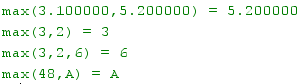 max(3.100000,5.200000) = 5.200000
max(3,2) = 3
max(3,2,6) = 6
max(48,A) = A